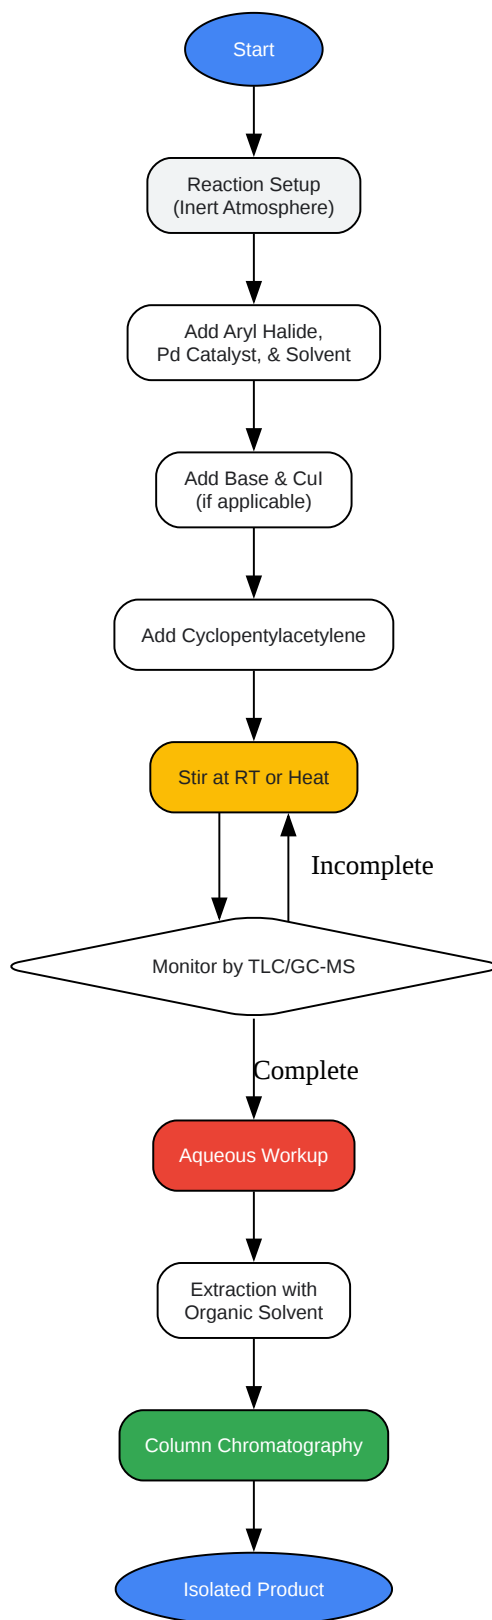 Start
Reaction Setup
(Inert Atmosphere)
Add Aryl Halide,
Pd Catalyst, & Solvent
Add Base & CuI
(if applicable)
Add Cyclopentylacetylene
Stir at RT or Heat
Incomplete
Monitor by TLC/GC-MS
Complete
Aqueous Workup
Extraction with
Organic Solvent
Column Chromatography
Isolated Product